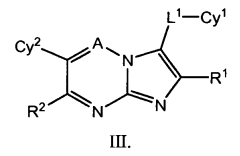 L¹—Cy¹
Cy² A
N R¹
R² N N
III.